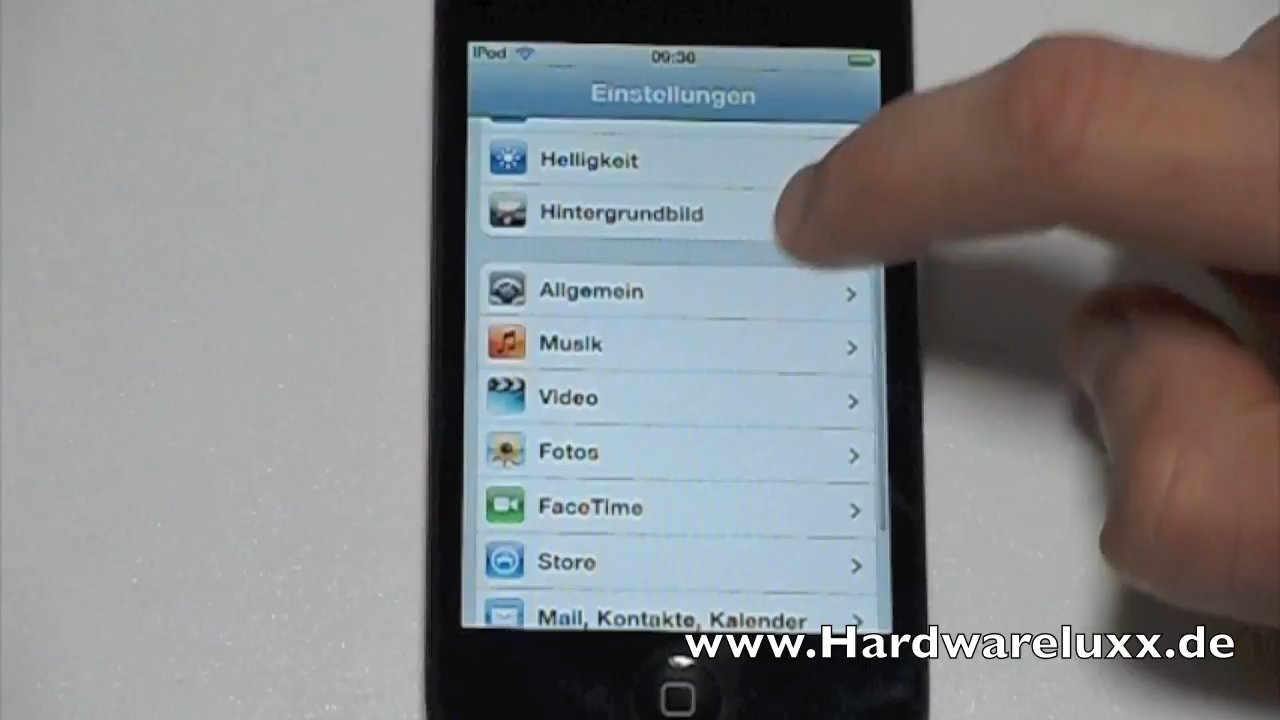 iPod 09:36
Einstellungen
Helligkeit
Hintergrundbild
Allgemein
Musik
Video
Fotos
FaceTime
Store
Mail, Kontakte, Kalender
www.Hardwareluxx.de